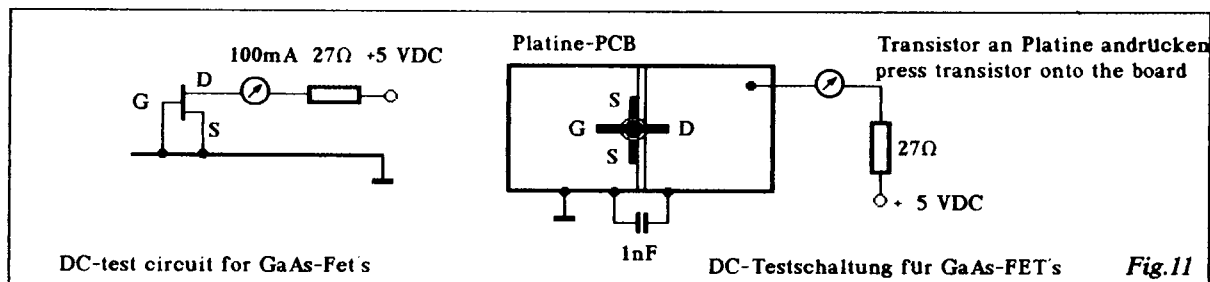 100mA 27Ω +5 VDC
D
G
S
DC-test circuit for GaAs-Fet's
Platine-PCB
Transistor an Platine andrücken
press transistor onto the board
S
G D
S
27Ω
+ 5 VDC
1nF
DC-Testschaltung für GaAs-FET's
Fig.11